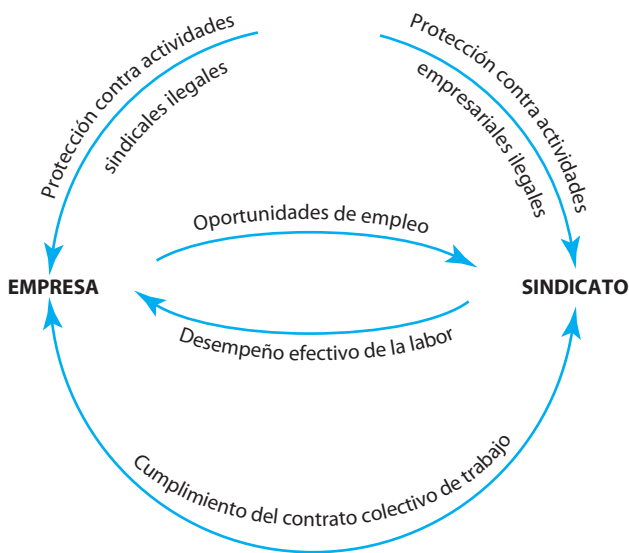 Protección contra actividades
sindicales ilegales
Protección contra actividades
empresariales ilegales
Oportunidades de empleo
EMPRESA
SINDICATO
Desempeño efectivo de la labor
Cumplimiento del contrato colectivo de trabajo